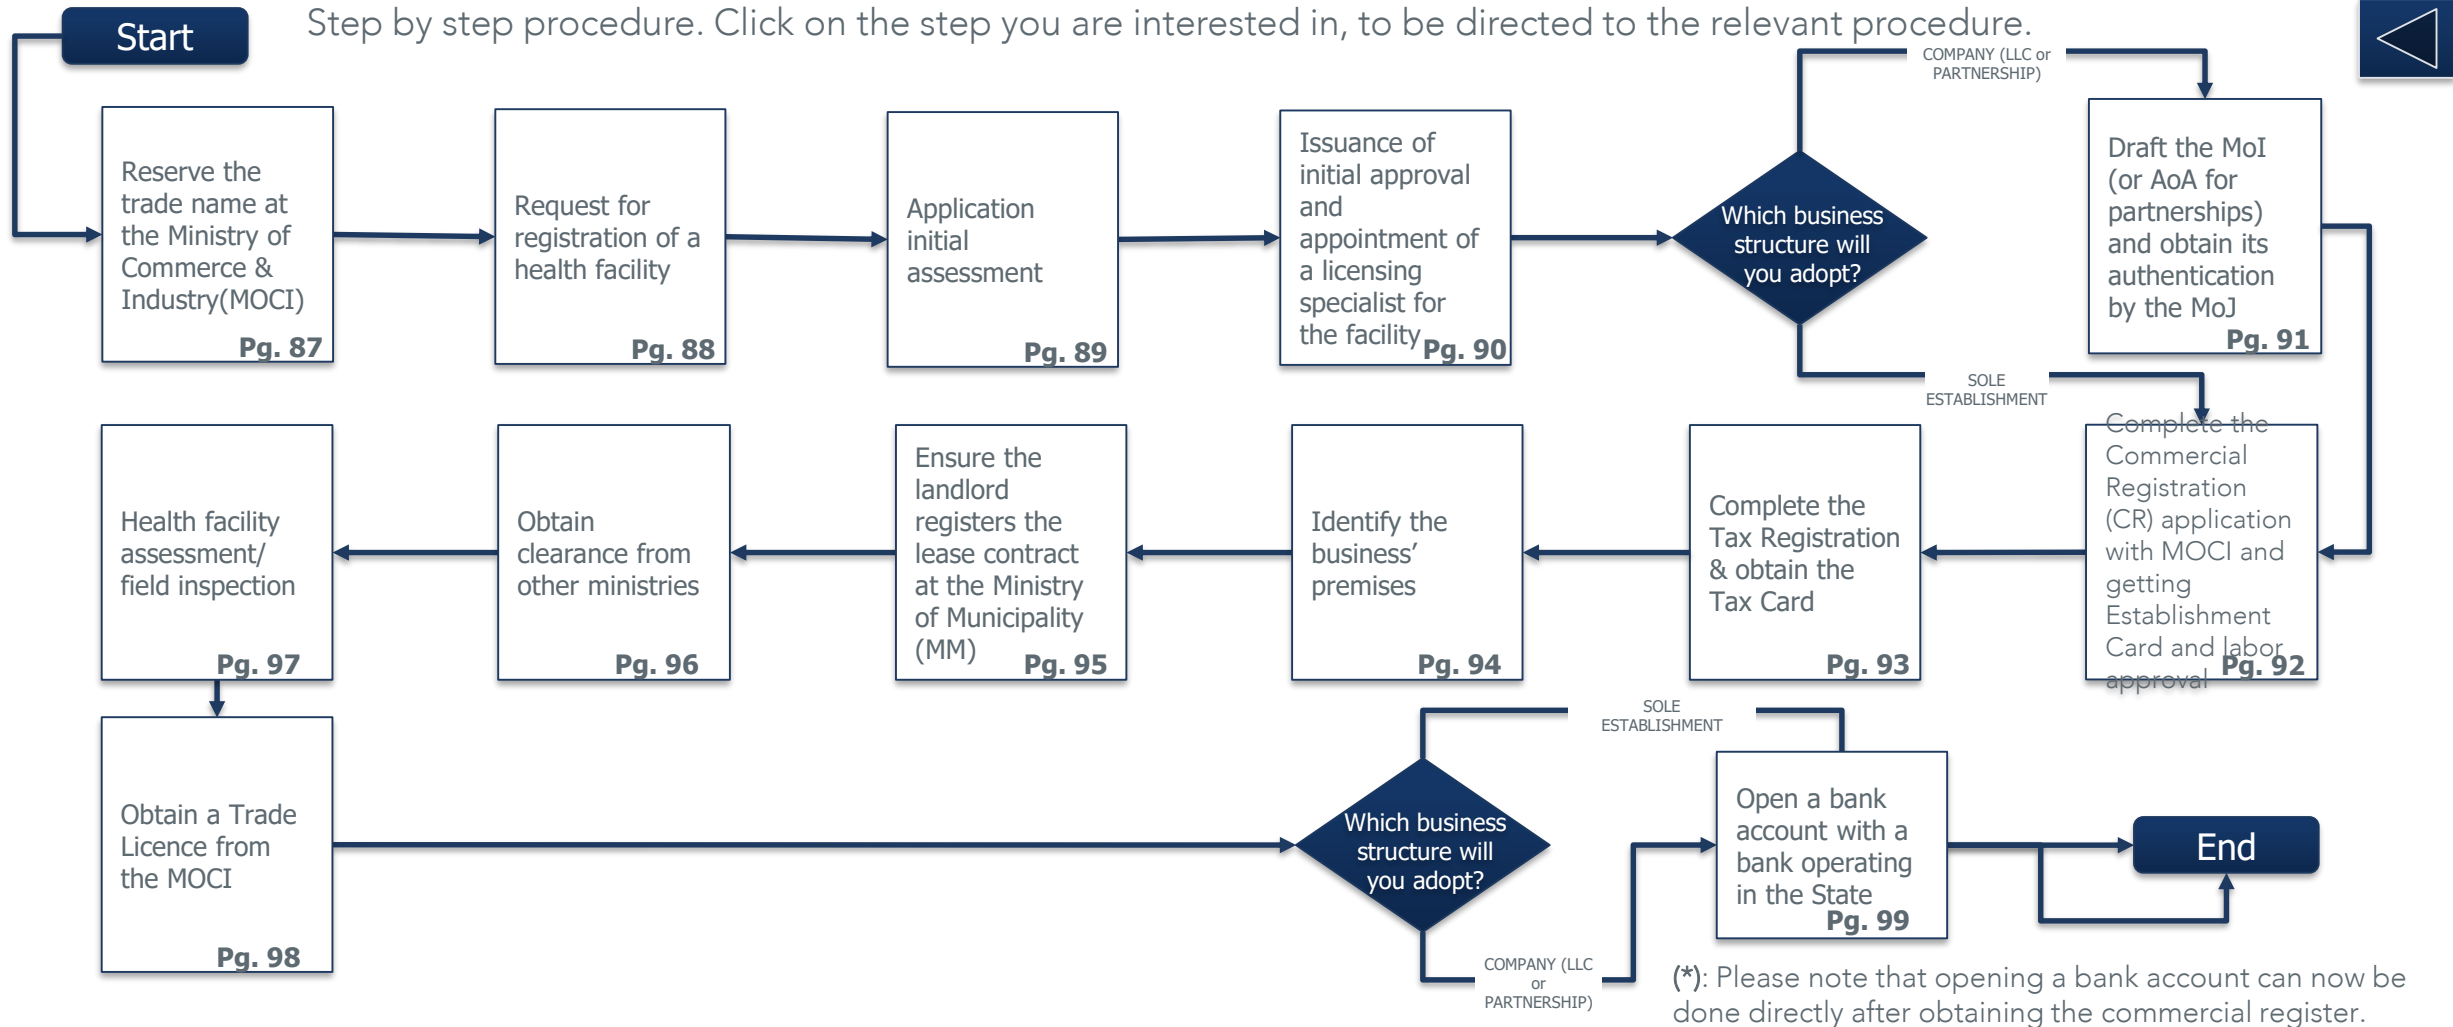 Start
Step by step procedure. Click on the step you are interested in, to be directed to the relevant procedure.
Reserve the
trade name at
the Ministry of
Commerce &
Industry(MOCI)
Pg. 87
Request for
registration of a
health facility
Pg. 88
Application
initial
assessment
Pg. 89
Issuance of
initial approval
and
appointment of
a licensing
specialist for
the facility
Pg. 90
Which business
structure will
you adopt?
COMPANY (LLC or
PARTNERSHIP)
SOLE
ESTABLISHMENT
Draft the MoI
(or AoA for
partnerships)
and obtain its
authentication
by the MoJ
Pg. 91
Complete the
Commercial
Registration
(CR) application
with MOCI and
getting
Establishment
Card and labor
approval
Pg. 92
Complete the
Tax Registration
& obtain the
Tax Card
Pg. 93
Identify the
business’
premises
Pg. 94
Ensure the
landlord
registers the
lease contract
at the Ministry
of Municipality
(MM)
Pg. 95
Obtain
clearance from
other ministries
Pg. 96
Health facility
assessment/
field inspection
Pg. 97
Obtain a Trade
Licence from
the MOCI
Pg. 98
Which business
structure will
you adopt?
SOLE
ESTABLISHMENT
COMPANY (LLC
or
PARTNERSHIP)
Open a bank
account with a
bank operating
in the State
Pg. 99
End
(*): Please note that opening a bank account can now be
done directly after obtaining the commercial register.